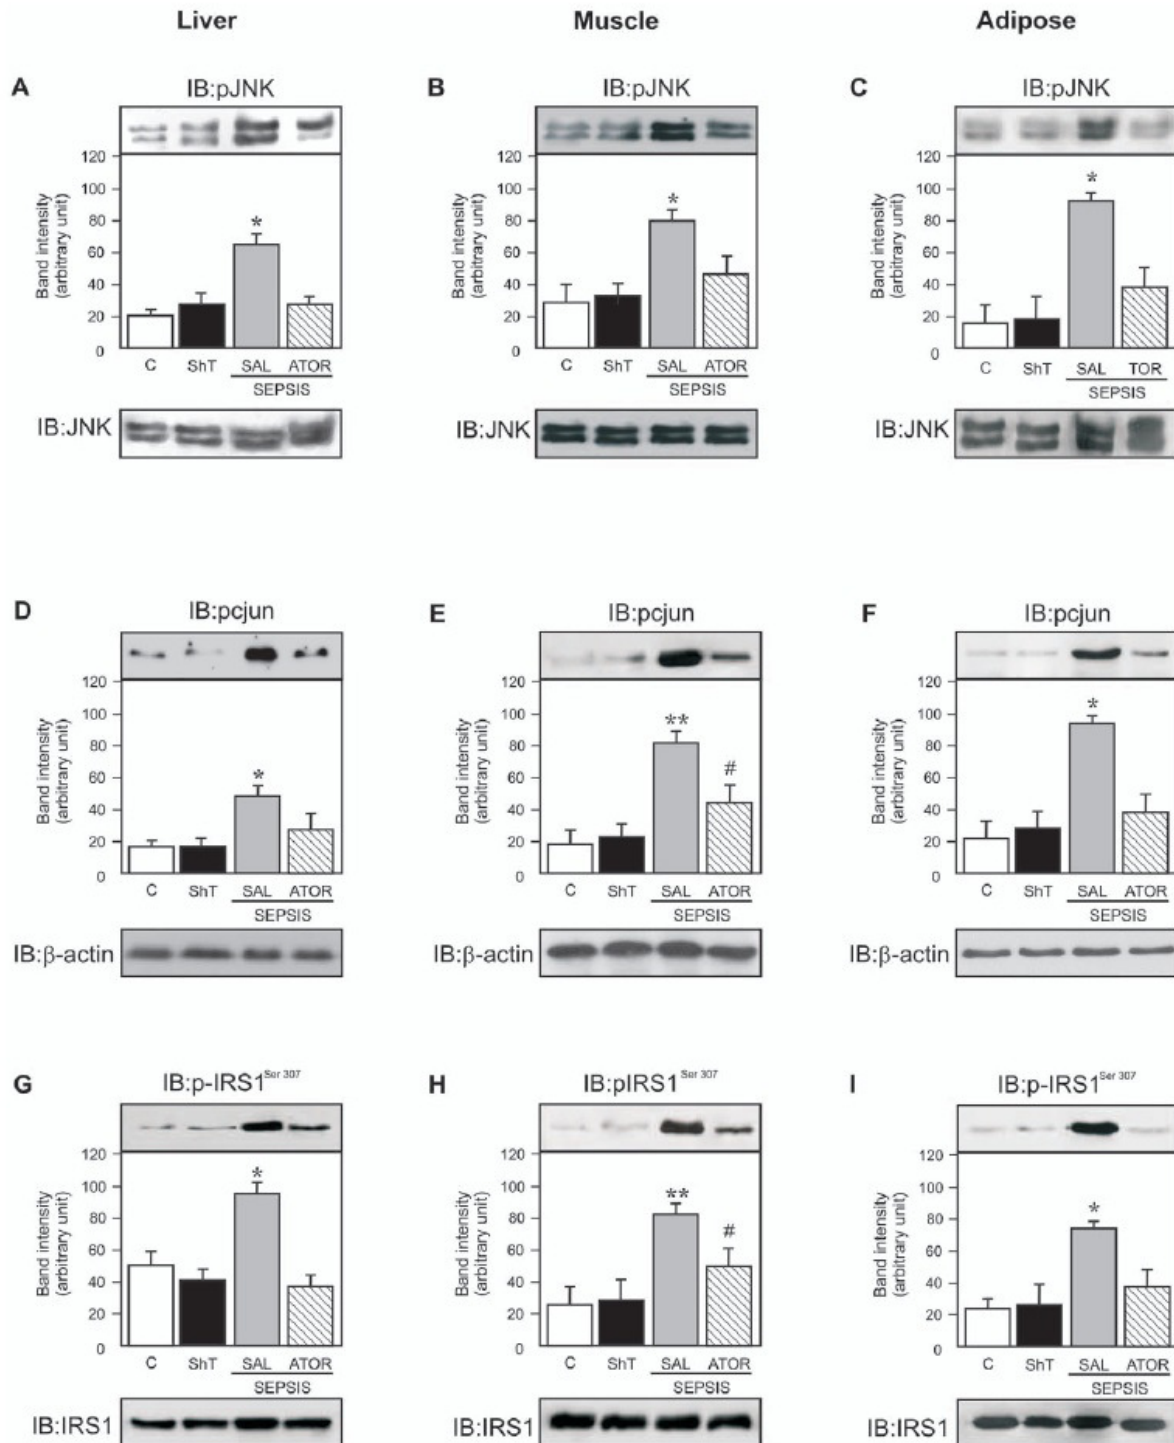 Liver Muscle Adipose
A B C
IB:pJNK IB:pJNK IB:pJNK
Band intensity (arbitrary unit)
120
100
80
60
40
20
0
*
C ShT SAL ATOR
SEPSIS
IB:JNK
Band intensity (arbitrary unit)
120
100
80
60
40
20
0
*
C ShT SAL ATOR
SEPSIS
IB:JNK
Band intensity (arbitrary unit)
120
100
80
60
40
20
0
*
C ShT SAL TOR
SEPSIS
IB:JNK
D E F
IB:pcjun IB:pcjun IB:pcjun
Band intensity (arbitrary unit)
120
100
80
60
40
20
0
*
C ShT SAL ATOR
SEPSIS
IB:β-actin
Band intensity (arbitrary unit)
120
100
80
60
40
20
0
**
#
C ShT SAL ATOR
SEPSIS
IB:β-actin
Band intensity (arbitrary unit)
120
100
80
60
40
20
0
*
C ShT SAL ATOR
SEPSIS
IB:β-actin
G H I
IB:p-IRS1 Ser 307 IB:pIRS1 Ser 307 IB:p-IRS1 Ser 307
Band intensity (arbitrary unit)
120
100
80
60
40
20
0
*
C ShT SAL ATOR
SEPSIS
IB:IRS1
Band intensity (arbitrary unit)
120
100
80
60
40
20
0
**
#
C ShT SAL ATOR
SEPSIS
IB:IRS1
Band intensity (arbitrary unit)
120
100
80
60
40
20
0
*
C ShT SAL ATOR
SEPSIS
IB:IRS1